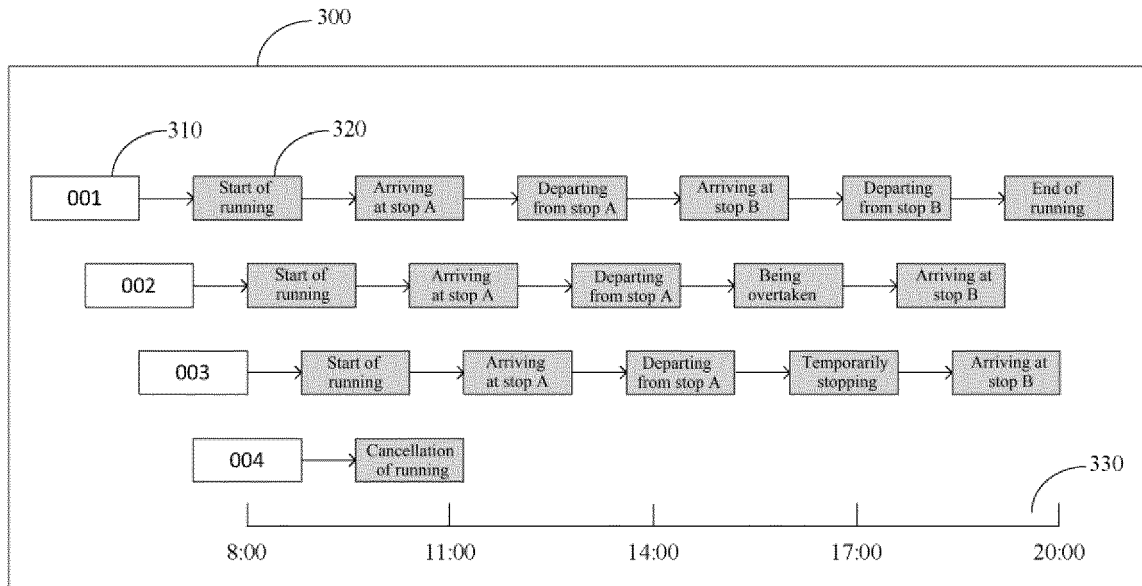 300
310
320
001
Start of
running
Arriving
at stop A
Departing
from stop A
Arriving at
stop B
Departing
from stop B
End of
running
002
Start of
running
Arriving
at stop A
Departing
from stop A
Being
overtaken
Arriving at
stop B
003
Start of
running
Arriving
at stop A
Departing
from stop A
Temporarily
stopping
Arriving at
stop B
004
Cancellation
of running
330
8:00
11:00
14:00
17:00
20:00